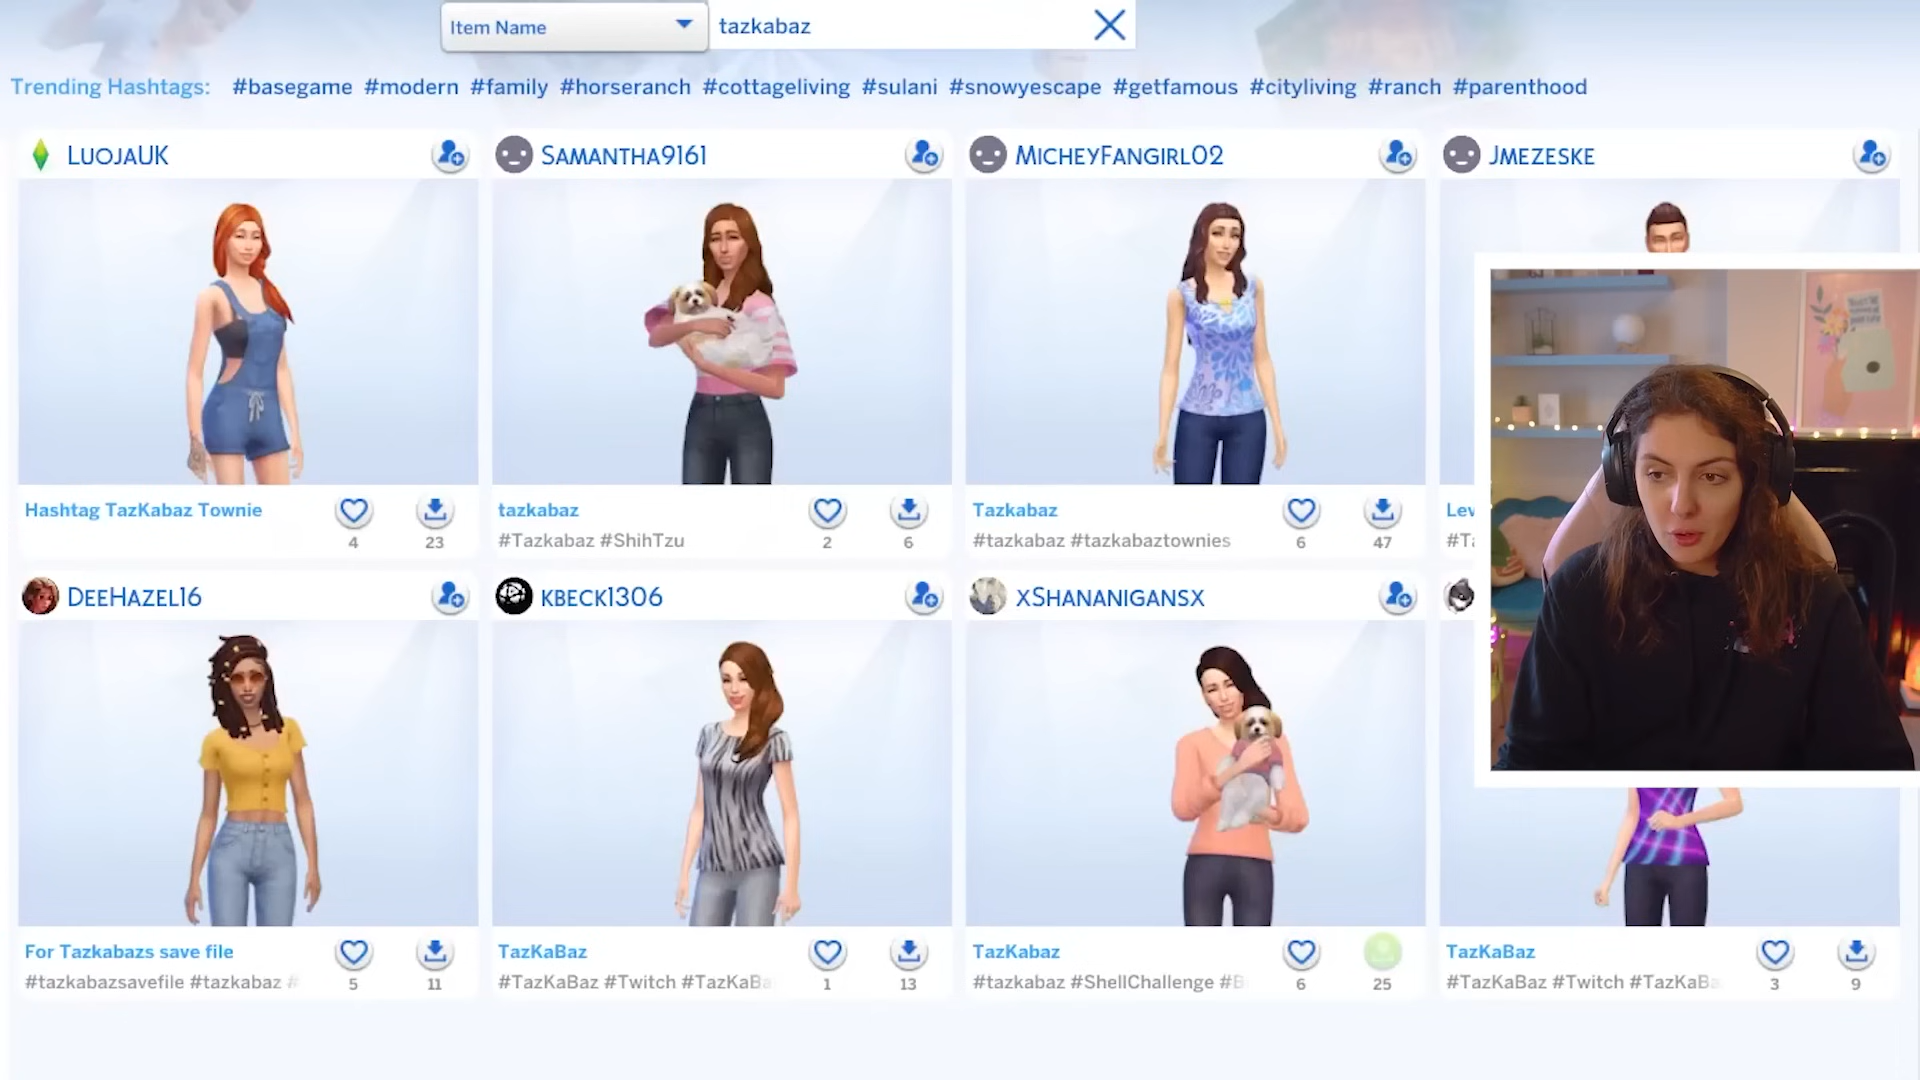 Item Name
tazkabaz
Trending Hashtags: #basegame #modern #family #horseranch #cottageliving #sulani #snowyescape #getfamous #cityliving #ranch #parenthood
LuojaUK
Samantha9161
MicheyFangirl02
Jmezeske
Hashtag TazKabaz Townie
4
23
tazkabaz
#Tazkabaz #ShihTzu
2
6
Tazkabaz
#tazkabaz #tazkabaztownies
6
47
DeeHazel16
kbeck1306
xShananigansx
For Tazkabazs save file
#tazkabazsavefile #tazkabaz #
5
11
TazKaBaz
#TazKaBaz #Twitch #TazKaBa
1
13
TazKabaz
#tazkabaz #ShellChallenge #B
6
25
TazKaBaz
#TazKaBaz #Twitch #TazKaBa
3
9